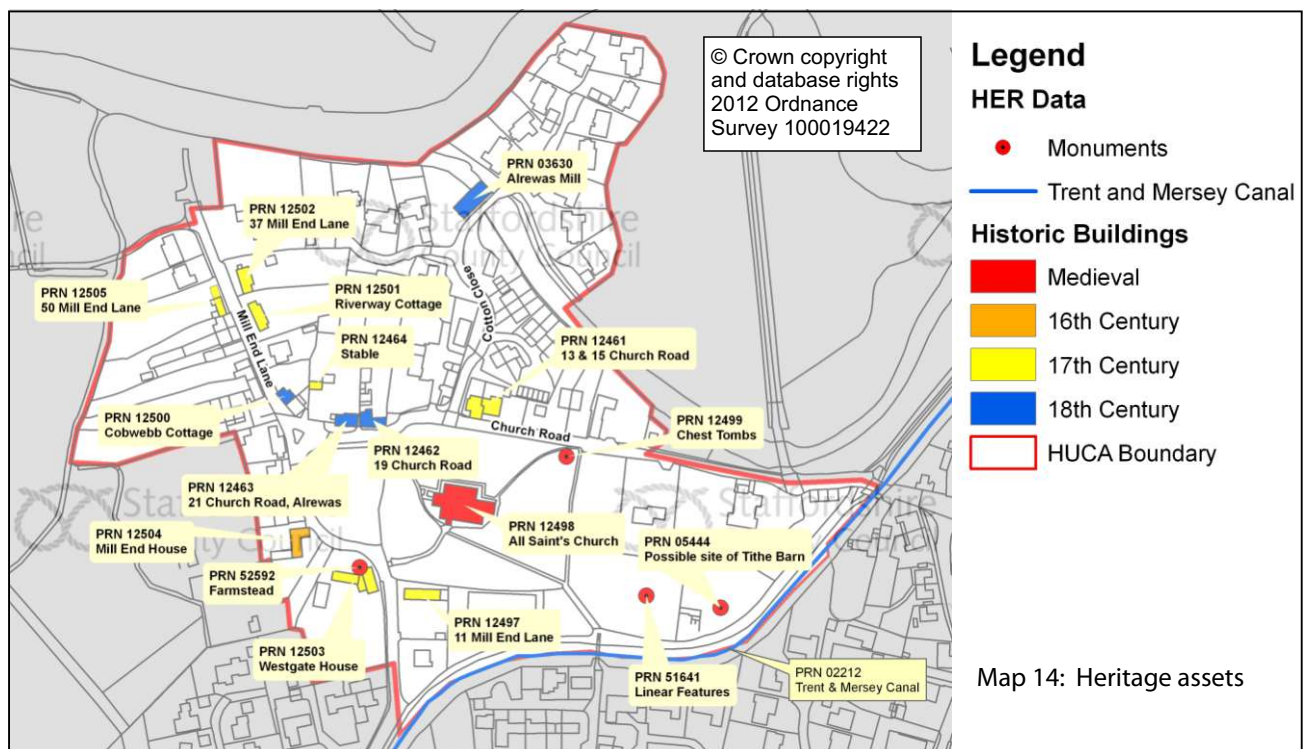 © Crown copyright
and database rights
2012 Ordnance
Survey 100019422
PRN 03630
Alrewas Mill
PRN 12502
37 Mill End Lane
PRN 12505
50 Mill End Lane
PRN 12501
Riverway Cottage
PRN 12464
Stable
PRN 12461
13 & 15 Church Road
Mill End Lane
Cotton Close
Church Road
PRN 12500
Cobwebb Cottage
PRN 12462
19 Church Road
PRN 12499
Chest Tombs
PRN 12463
21 Church Road, Alrewas
PRN 12498
All Saint's Church
PRN 12504
Mill End House
PRN 05444
Possible site of Tithe Barn
PRN 52592
Farmstead
PRN 12497
11 Mill End Lane
PRN 12503
Westgate House
PRN 51641
Linear Features
PRN 02212
Trent & Mersey Canal
Staffordshire
County Council
Legend
HER Data
Monuments
Trent and Mersey Canal
Historic Buildings
Medieval
16th Century
17th Century
18th Century
HUCA Boundary
Map 14: Heritage assets